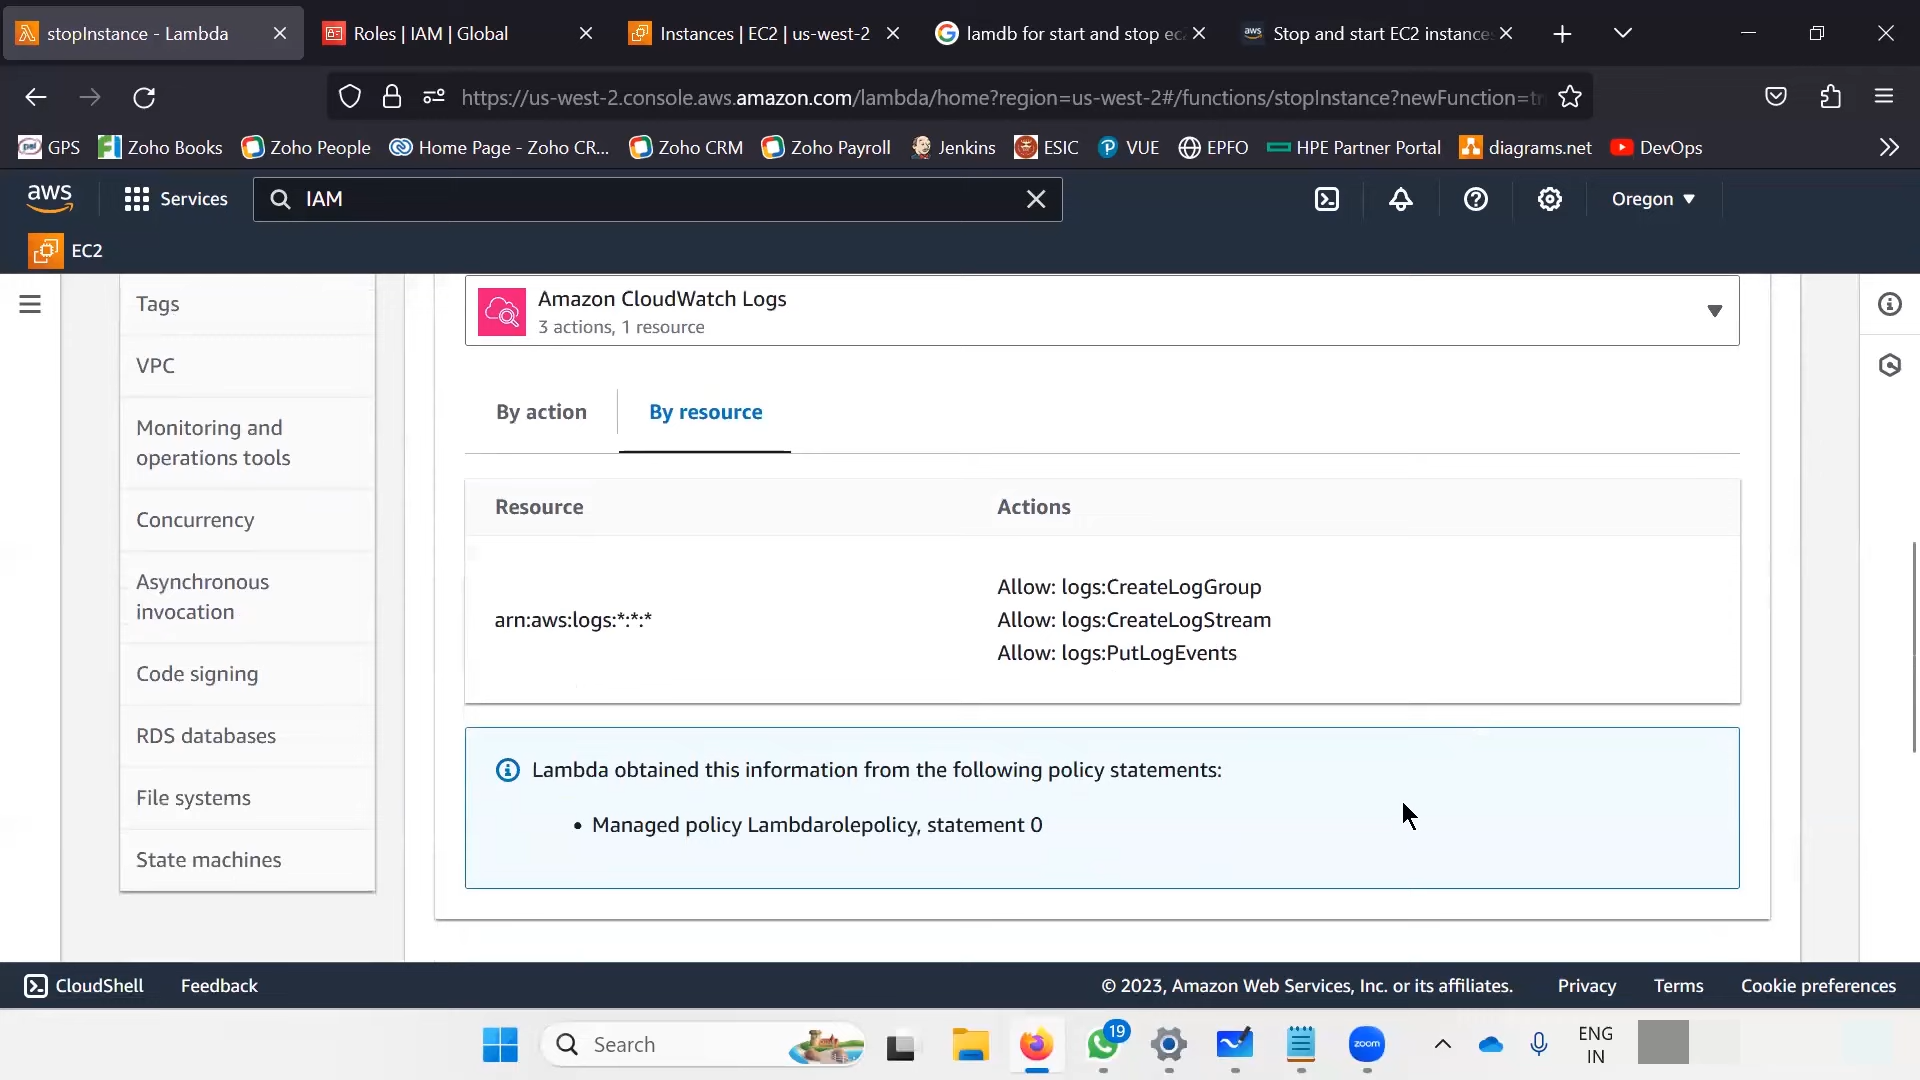 stopInstance - Lambda
Roles | IAM | Global
Instances | EC2 | us-west-2
lamdb for start and stop ec
Stop and start EC2 instance
https://us-west-2.console.aws.amazon.com/lambda/home?region=us-west-2#/functions/stopInstance?newFunction=tr
GPS
Zoho Books
Zoho People
Home Page - Zoho CR...
Zoho CRM
Zoho Payroll
Jenkins
ESIC
VUE
EPFO
HPE Partner Portal
diagrams.net
DevOps
aws
Services
IAM
Oregon
EC2
Tags
VPC
Monitoring and
operations tools
Concurrency
Asynchronous
invocation
Code signing
RDS databases
File systems
State machines
Amazon CloudWatch Logs
3 actions, 1 resource
By action
By resource
Resource
Actions
arn:aws:logs:*:*:*
Allow: logs:CreateLogGroup
Allow: logs:CreateLogStream
Allow: logs:PutLogEvents
Lambda obtained this information from the following policy statements:
• Managed policy Lambdarolepolicy, statement 0
CloudShell
Feedback
© 2023, Amazon Web Services, Inc. or its affiliates.
Privacy
Terms
Cookie preferences
Search
19
zoom
ENG
IN